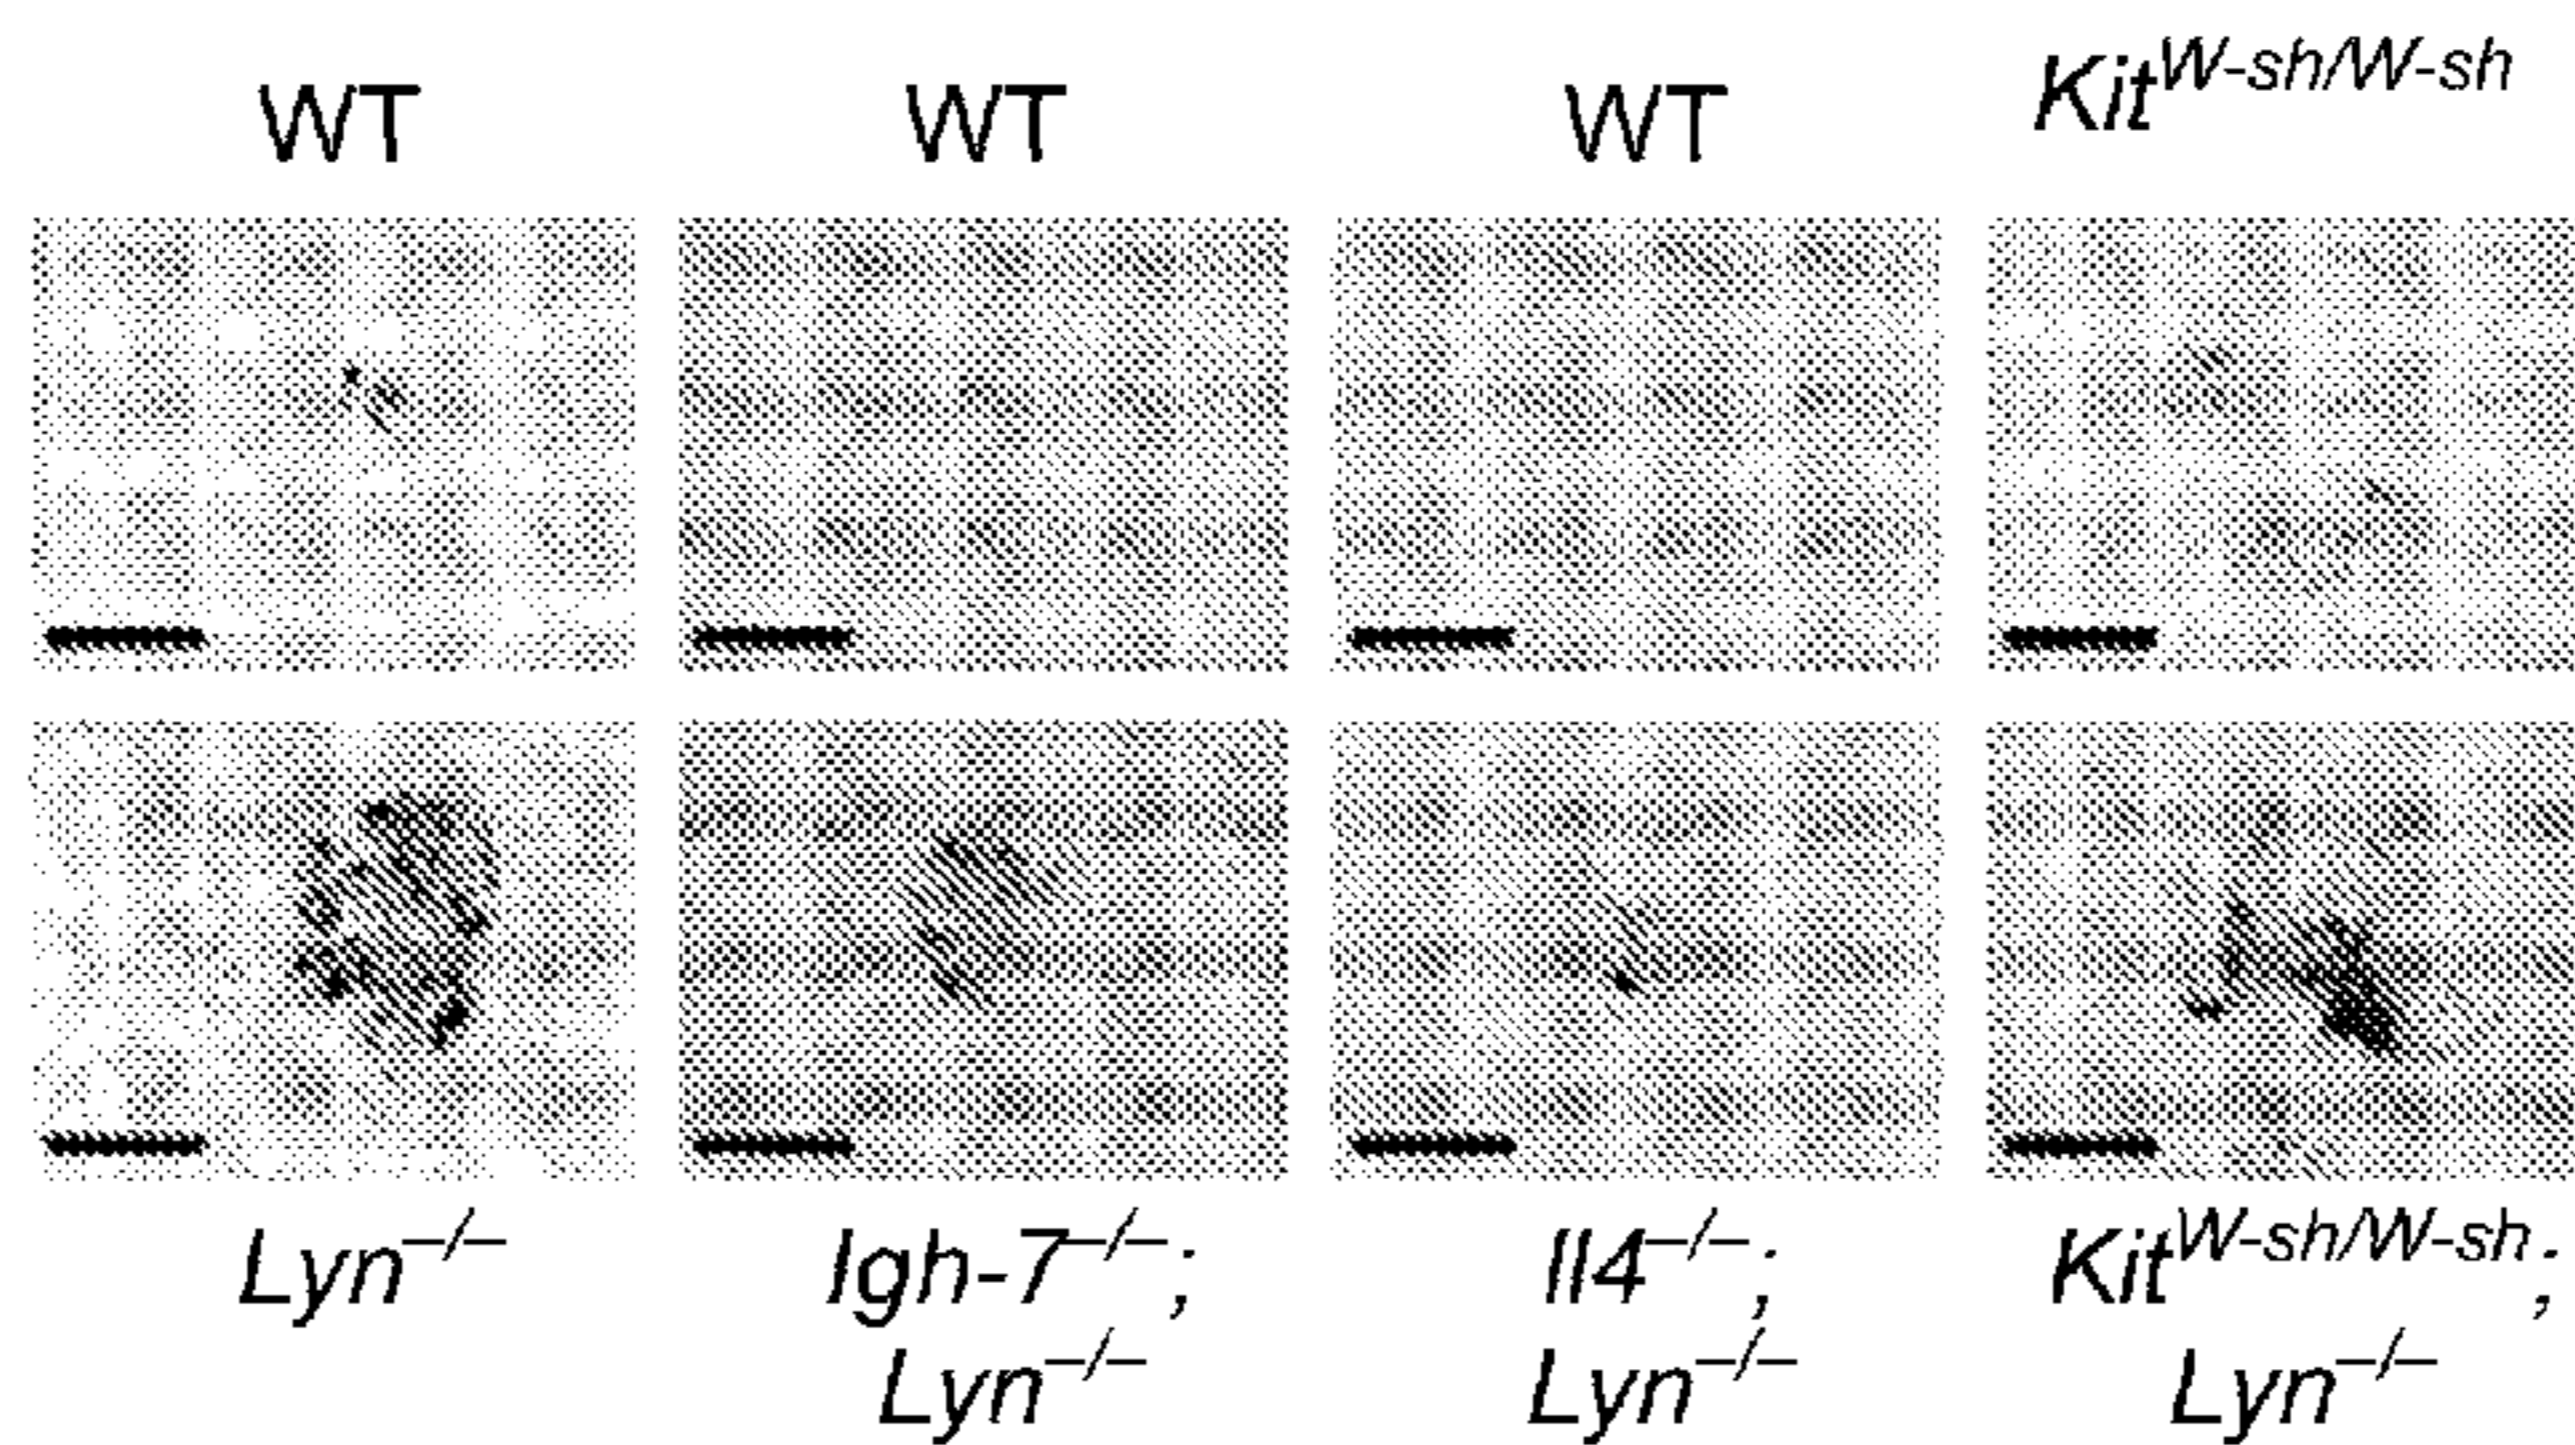 WT WT WT Kit^W-sh/W-sh
Lyn–/– Igh-7–/–; Il4–/–; Kit^W-sh/W-sh;
Lyn–/– Lyn–/– Lyn–/–